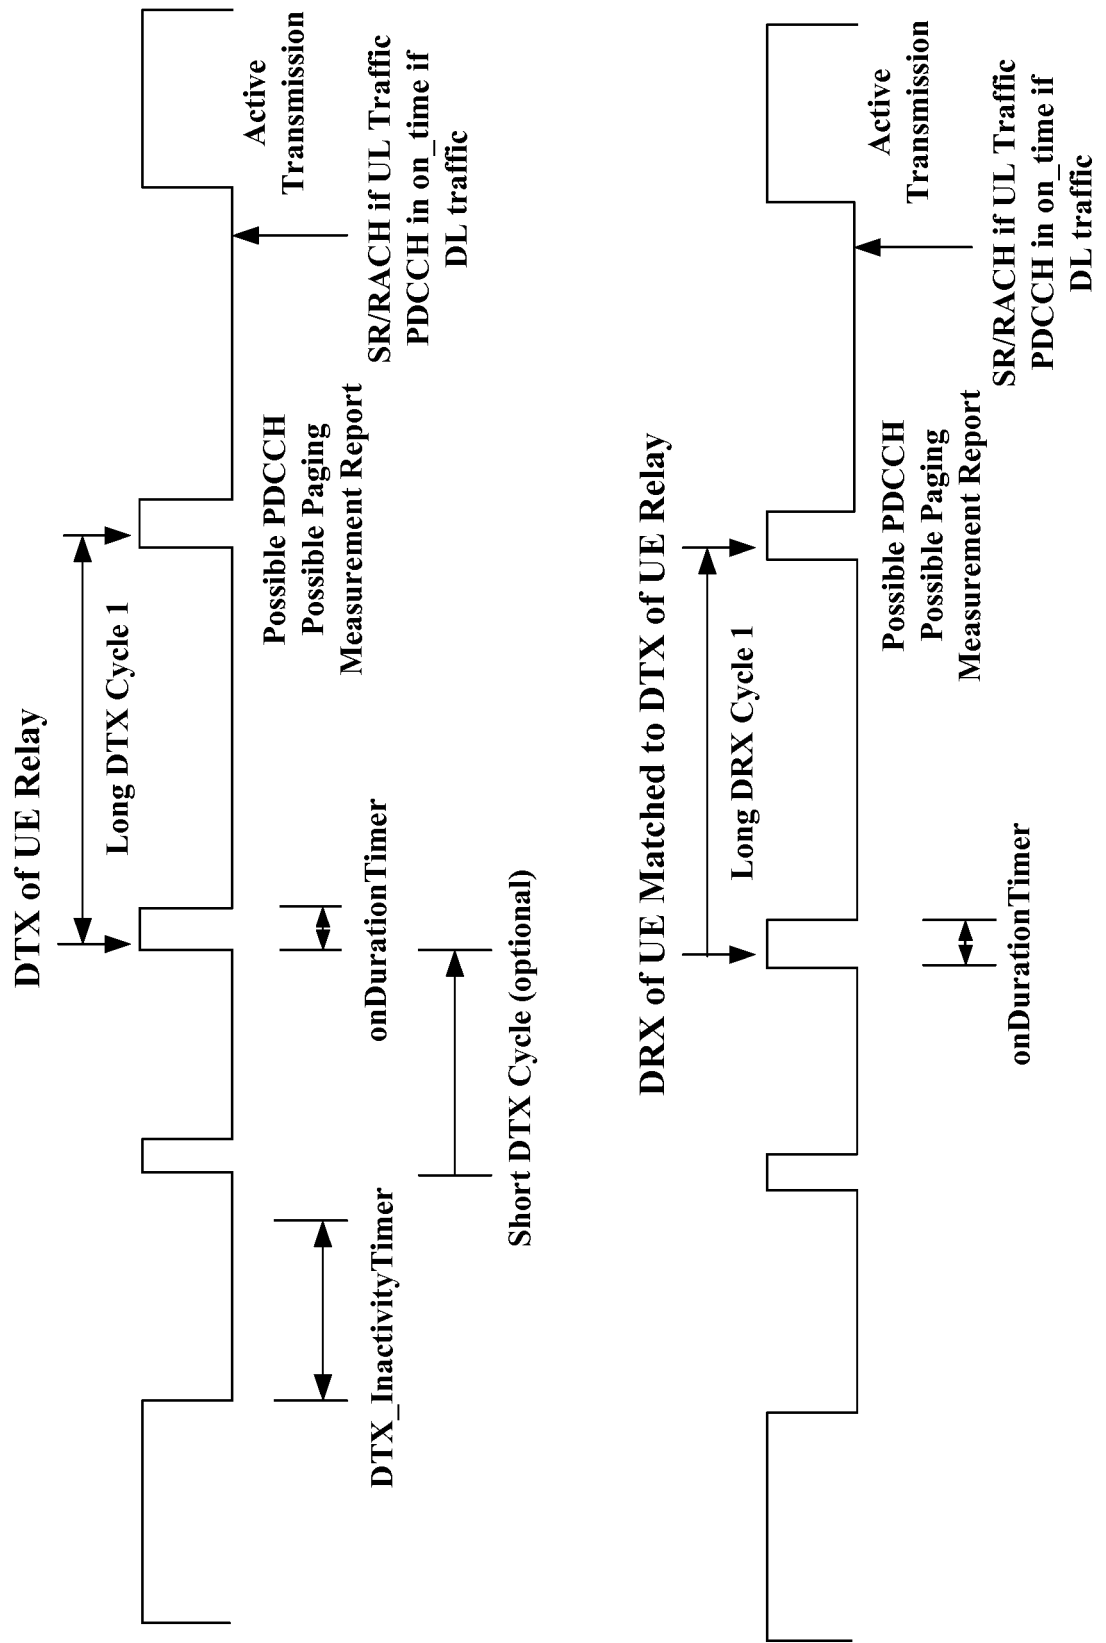 DTX of UE Relay
Long DTX Cycle 1
DTX_InactivityTimer
Short DTX Cycle (optional)
onDurationTimer
Possible PDCCH
Possible Paging
Measurement Report
SR/RACH if UL Traffic
PDCCH in on_time if
DL traffic
Active
Transmission
DRX of UE Matched to DTX of UE Relay
Long DRX Cycle 1
onDurationTimer
Possible PDCCH
Possible Paging
Measurement Report
SR/RACH if UL Traffic
PDCCH in on_time if
DL traffic
Active
Transmission